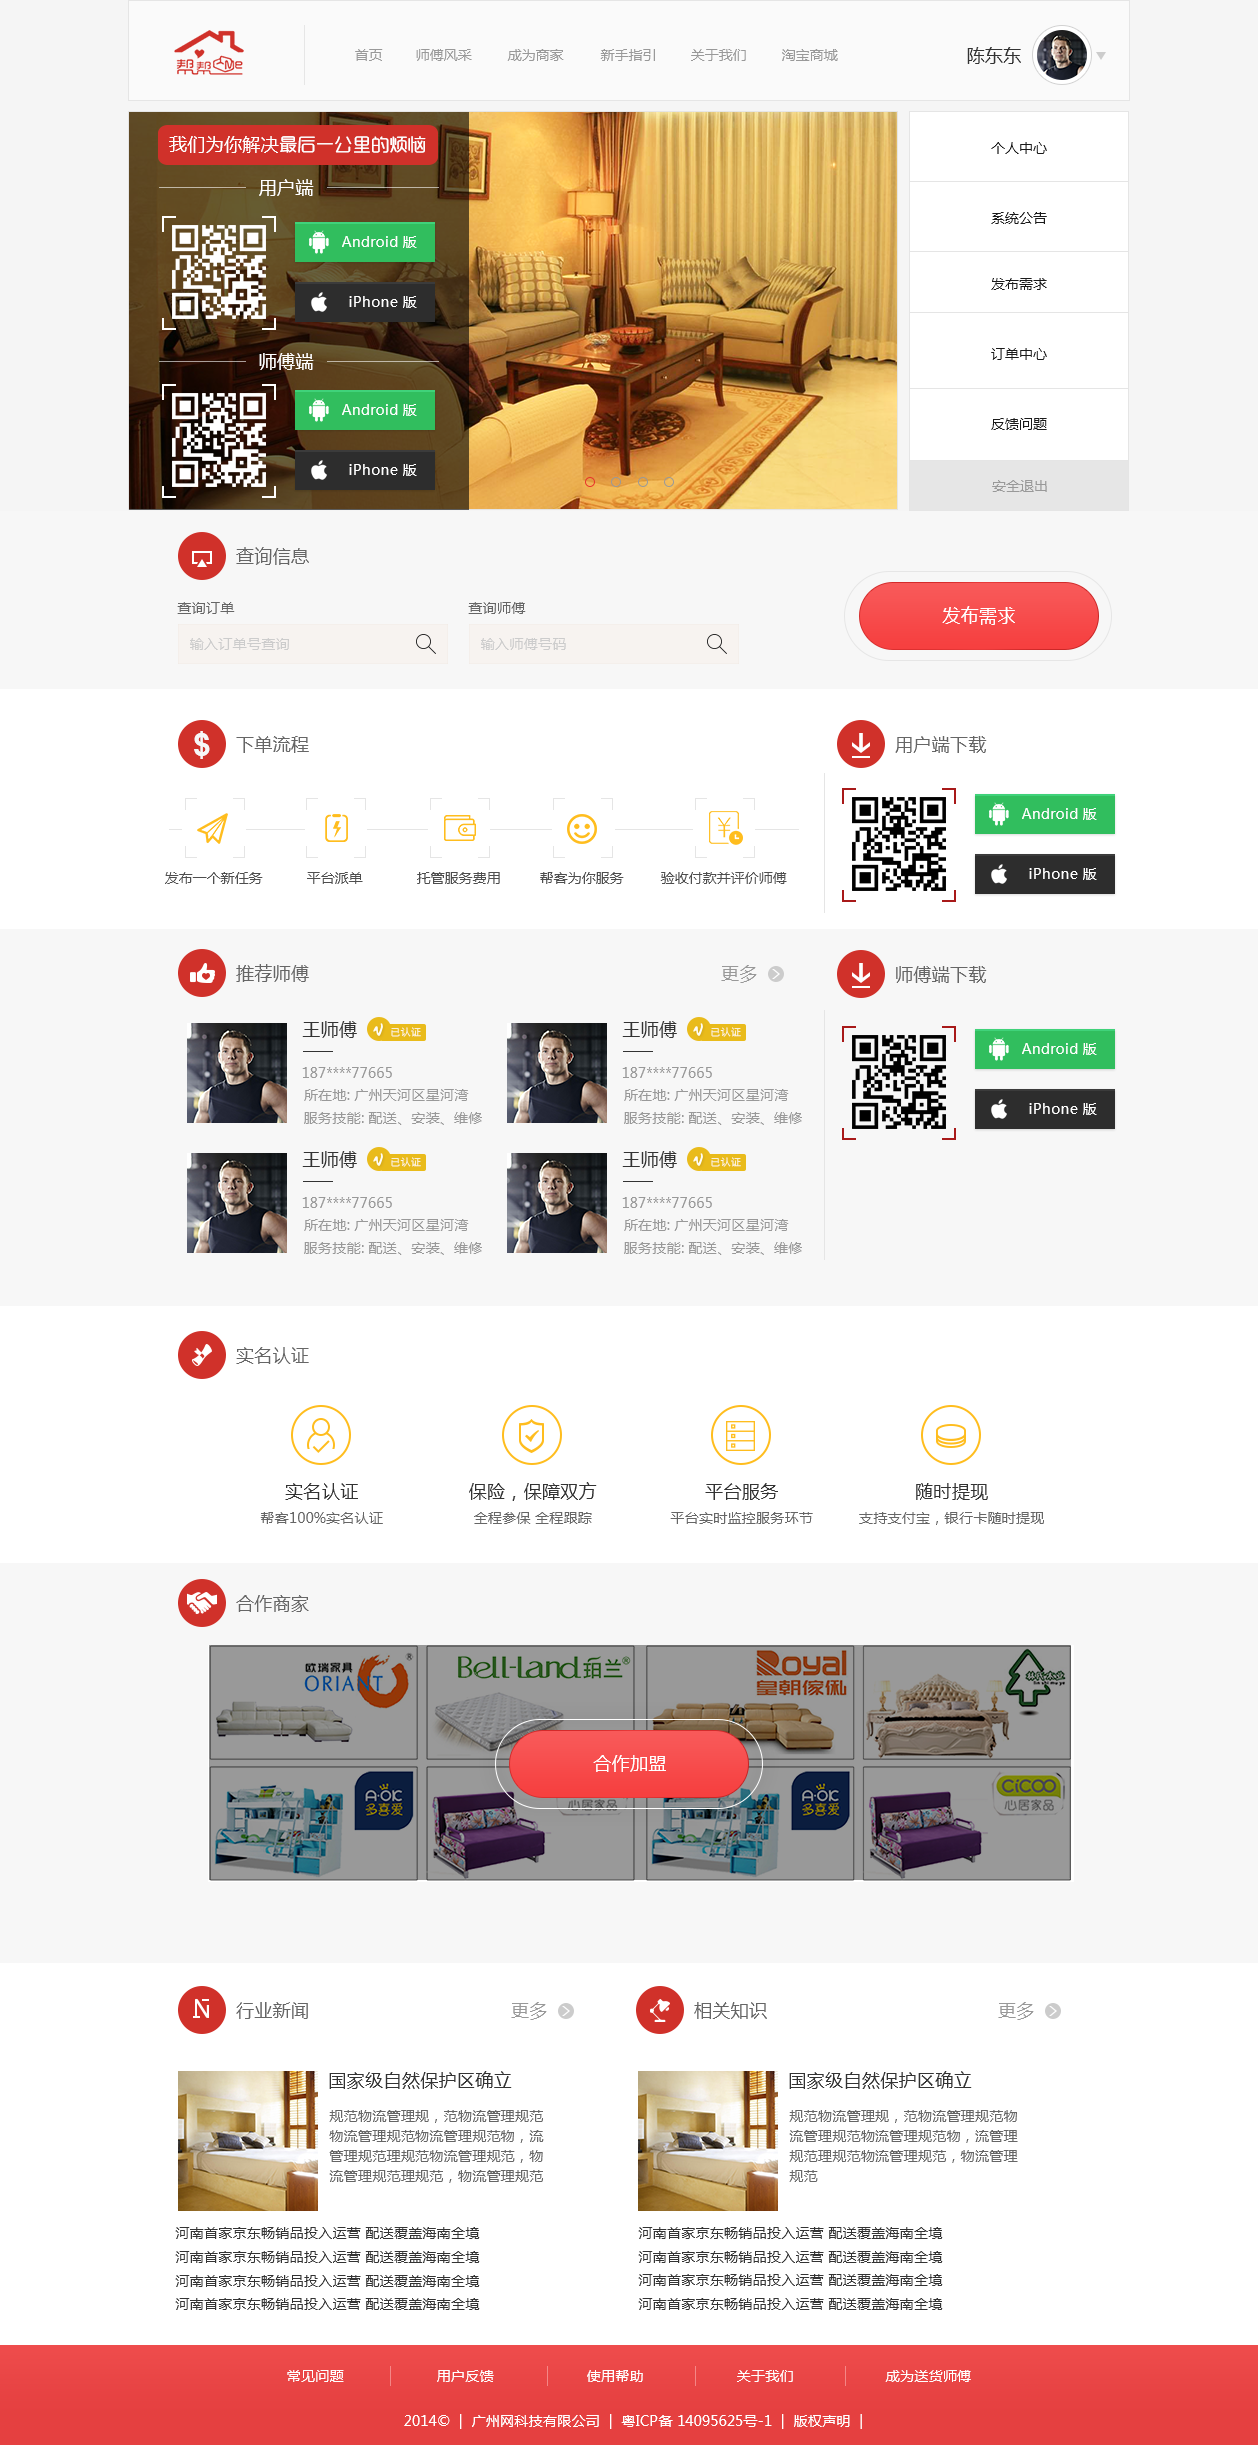 帮帮Me
首页 师傅风采 成为商家 新手指引 关于我们 淘宝商城
陈东东
我们为你解决最后一公里的烦恼
用户端
Android 版
iPhone 版
师傅端
Android 版
iPhone 版
个人中心
系统公告
发布需求
订单中心
反馈问题
安全退出
查询信息
查询订单
输入订单号查询
查询师傅
输入师傅号码
发布需求
下单流程
发布一个新任务
平台派单
托管服务费用
帮客为你服务
验收付款并评价师傅
用户端下载
Android 版
iPhone 版
推荐师傅
更多
王师傅 已认证
187****77665
所在地: 广州天河区星河湾
服务技能: 配送、安装、维修
王师傅 已认证
187****77665
所在地: 广州天河区星河湾
服务技能: 配送、安装、维修
王师傅 已认证
187****77665
所在地: 广州天河区星河湾
服务技能: 配送、安装、维修
王师傅 已认证
187****77665
所在地: 广州天河区星河湾
服务技能: 配送、安装、维修
师傅端下载
Android 版
iPhone 版
实名认证
实名认证
帮客100%实名认证
保险，保障双方
全程参保 全程跟踪
平台服务
平台实时监控服务环节
随时提现
支持支付宝，银行卡随时提现
合作商家
欧瑞家具
ORIANT
Bell-Land
Royal
皇朝傢俬
合作加盟
A·OK
多喜爱
心居家品
A·OK
多喜爱
CiCOO
心居家品
行业新闻
更多
国家级自然保护区确立
规范物流管理规，范物流管理规范
物流管理规范物流管理规范物，流
管理规范理规范物流管理规范，物
流管理规范理规范，物流管理规范
河南首家京东畅销品投入运营 配送覆盖海南全境
河南首家京东畅销品投入运营 配送覆盖海南全境
河南首家京东畅销品投入运营 配送覆盖海南全境
河南首家京东畅销品投入运营 配送覆盖海南全境
相关知识
更多
国家级自然保护区确立
规范物流管理规，范物流管理规范物
流管理规范物流管理规范物，流管理
规范理规范物流管理规范，物流管理
规范
河南首家京东畅销品投入运营 配送覆盖海南全境
河南首家京东畅销品投入运营 配送覆盖海南全境
河南首家京东畅销品投入运营 配送覆盖海南全境
河南首家京东畅销品投入运营 配送覆盖海南全境
常见问题 用户反馈 使用帮助 关于我们 成为送货师傅
2014© | 广州网科技有限公司 | 粤ICP备 14095625号-1 | 版权声明 |